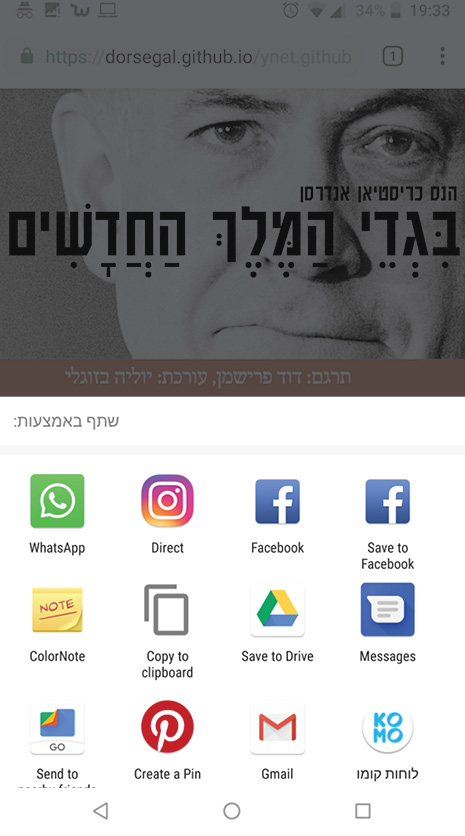 34% 19:33
https://dorsegal.github.io/ynet.github
1
הנס כריסטיאן אנדרסן
בִּגְדֵי הַמֶּלֶךְ הַחֲדָשִׁים
תרגם: דוד פרישמן, עורכת: יוליה בזוגלי
שתף באמצעות:
WhatsApp
Direct
Facebook
Save to
Facebook
NOTE
ColorNote
Copy to
clipboard
Save to Drive
Messages
GO
Send to
nearby friends
Create a Pin
Gmail
KO
MO
לוחות קומו